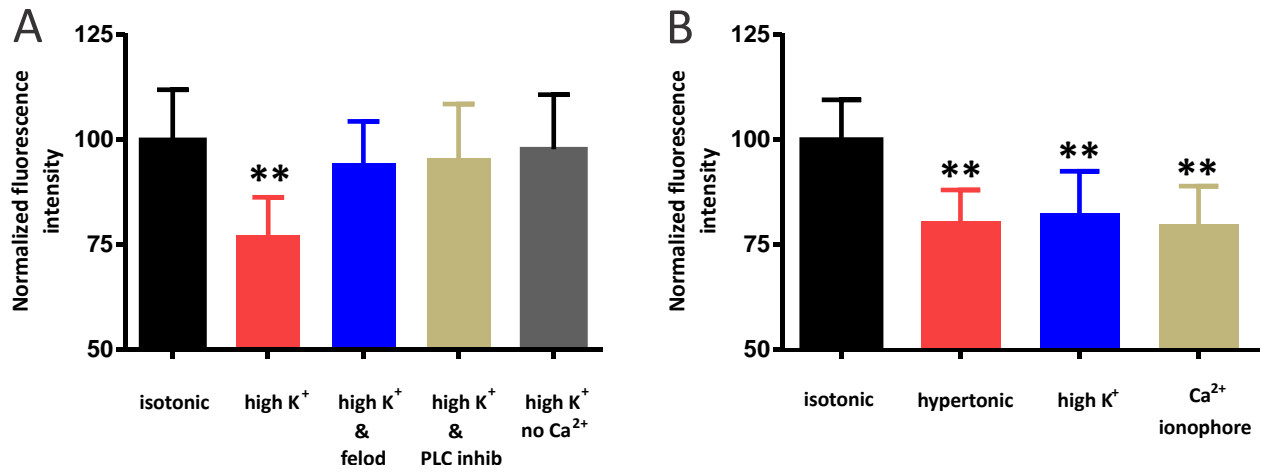 A
Normalized fluorescence
intensity
125
100
75
50
**
isotonic
high K⁺
high K⁺
&
felod
high K⁺
&
PLC inhib
high K⁺
no Ca²⁺
B
Normalized fluorescence
intensity
125
100
75
50
**
**
**
isotonic
hypertonic
high K⁺
Ca²⁺
ionophore